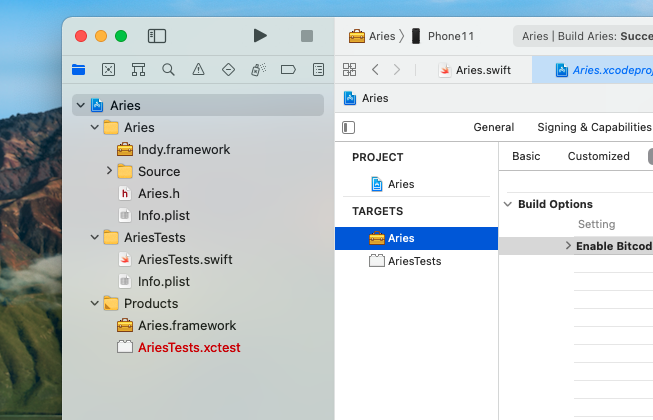 Aries
Phone11
Aries | Build Aries: Succe
Aries.swift
Aries.xcodeproj
Aries
Aries
Indy.framework
Source
h Aries.h
Info.plist
AriesTests
AriesTests.swift
Info.plist
Products
Aries.framework
AriesTests.xctest
Aries
General
Signing & Capabilities
PROJECT
Aries
TARGETS
Aries
AriesTests
Basic
Customized
Build Options
Setting
Enable Bitcod